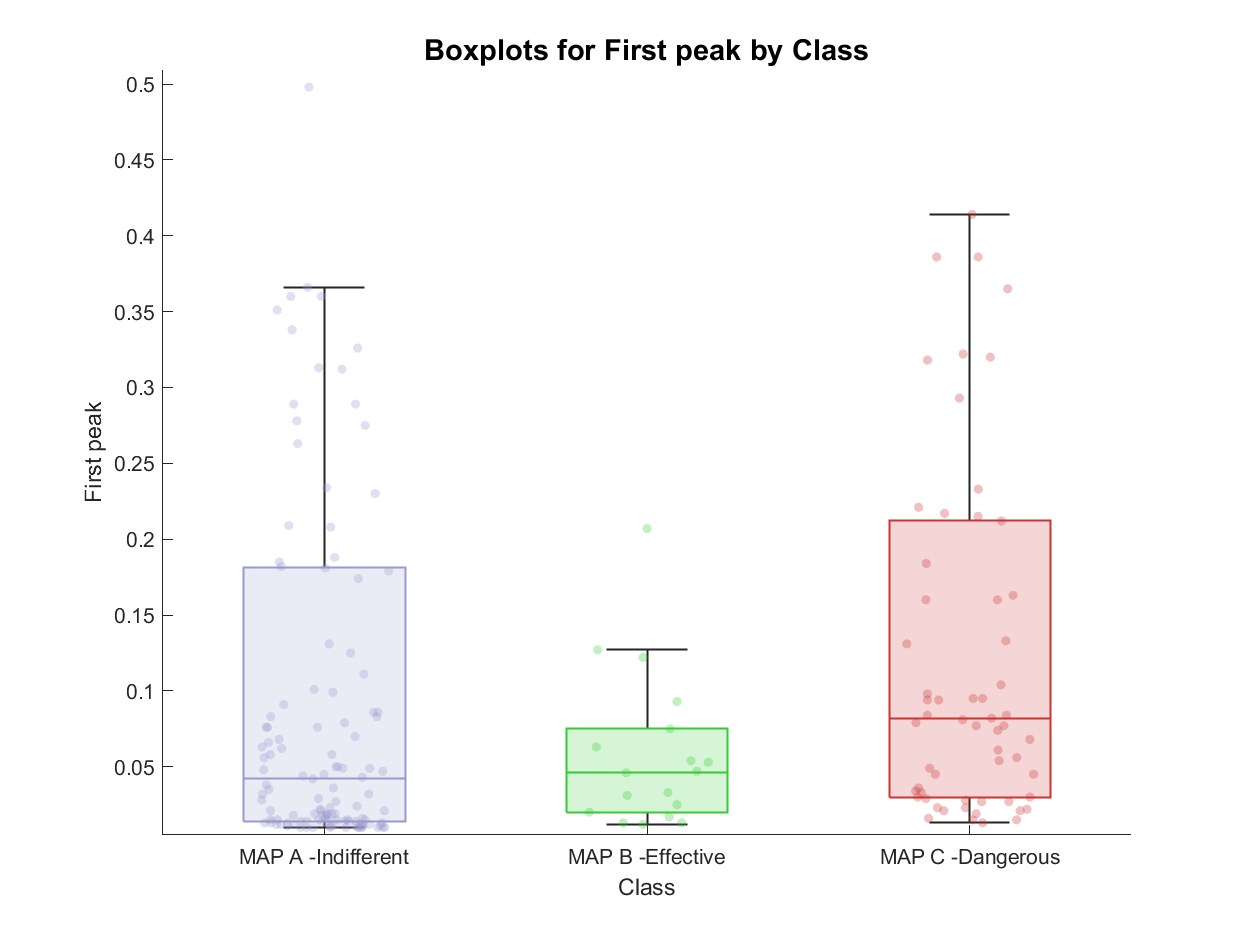 Boxplots for First peak by Class
0.5
0.45
0.4
0.35
0.3
0.25
0.2
0.15
0.1
0.05
First peak
MAP A -Indifferent
MAP B -Effective
MAP C -Dangerous
Class